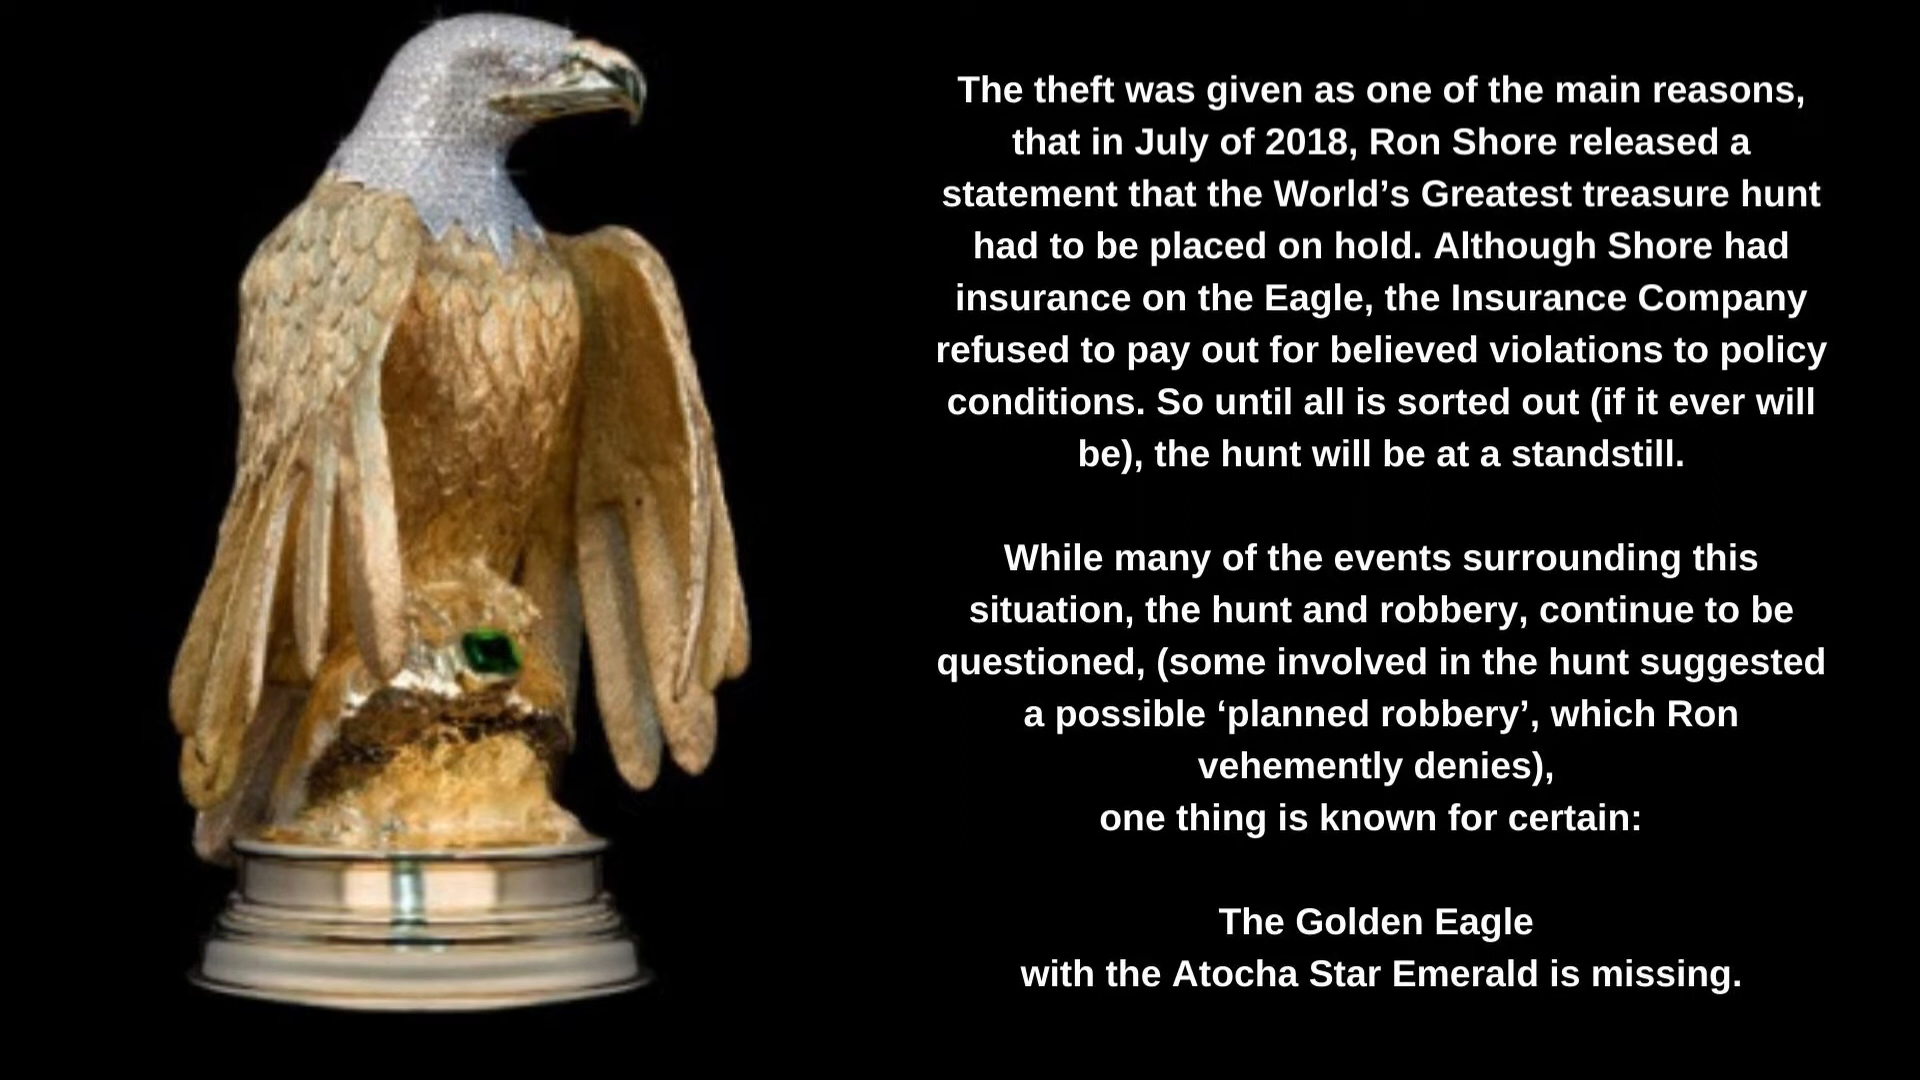 The theft was given as one of the main reasons,
that in July of 2018, Ron Shore released a
statement that the World’s Greatest treasure hunt
had to be placed on hold. Although Shore had
insurance on the Eagle, the Insurance Company
refused to pay out for believed violations to policy
conditions. So until all is sorted out (if it ever will
be), the hunt will be at a standstill.
While many of the events surrounding this
situation, the hunt and robbery, continue to be
questioned, (some involved in the hunt suggested
a possible ‘planned robbery’, which Ron
vehemently denies),
one thing is known for certain:
The Golden Eagle
with the Atocha Star Emerald is missing.